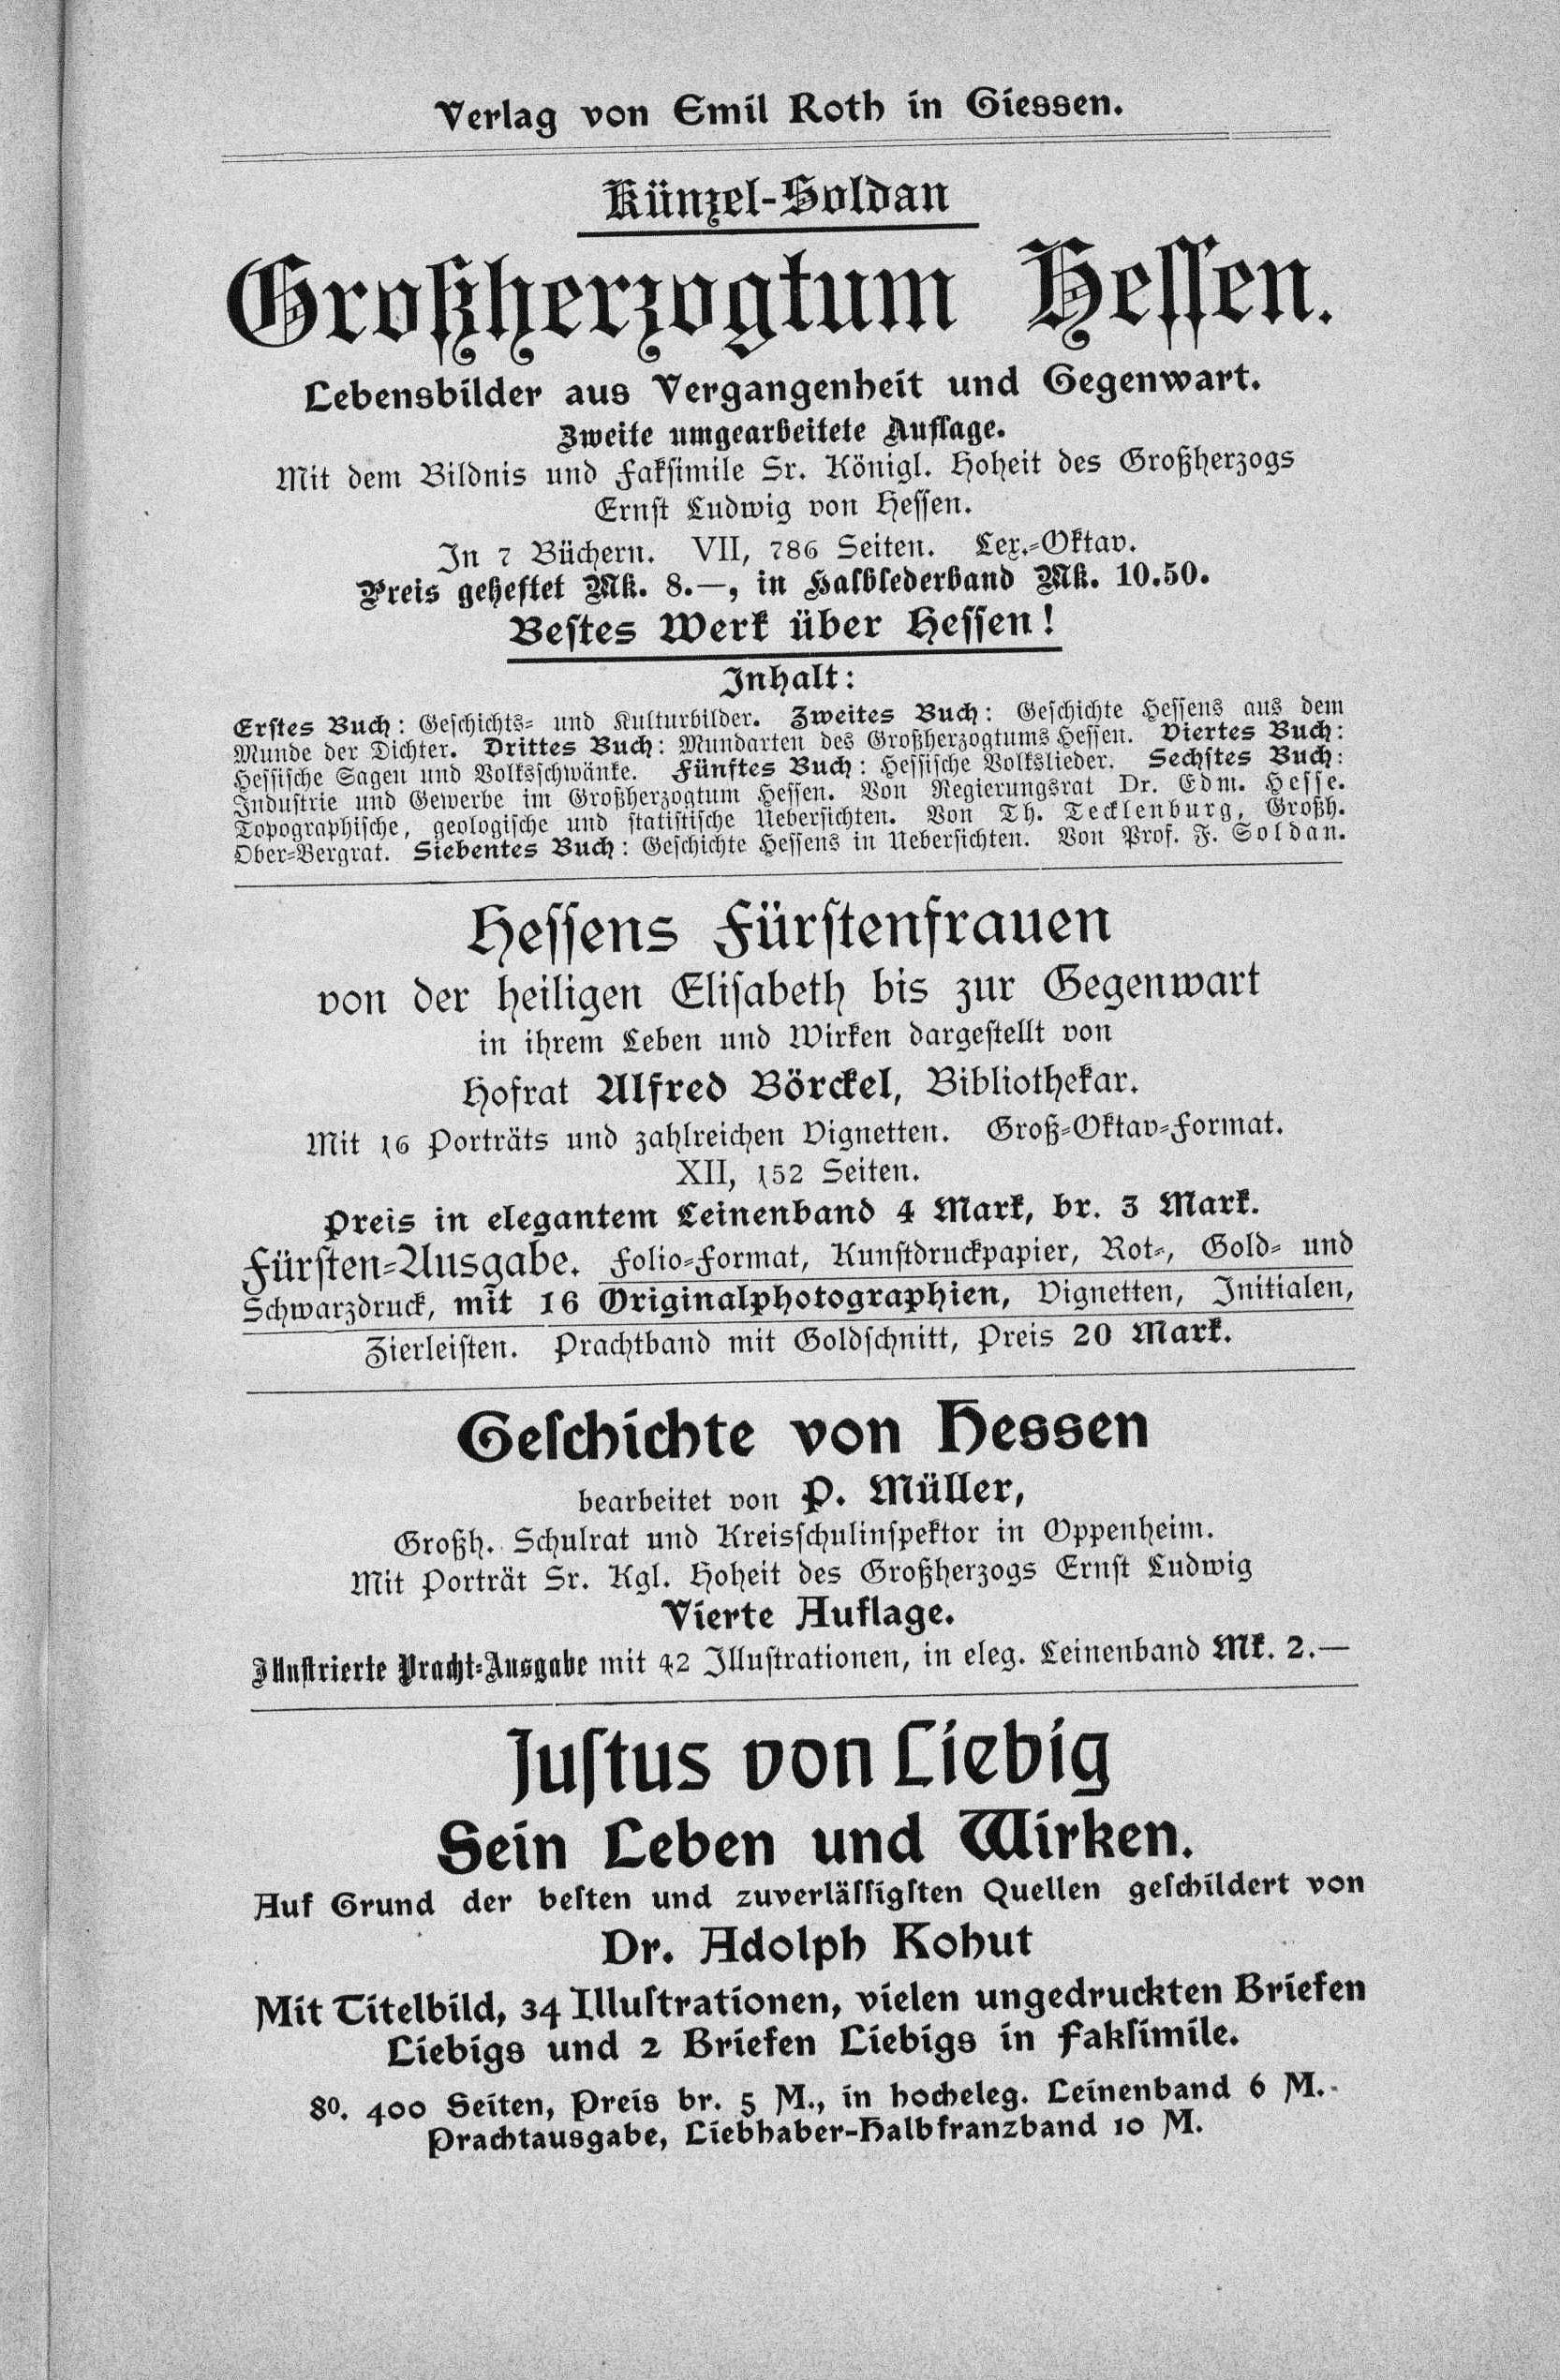 Verlag von Emil Roth in Giessen.
Künzel-Soldan
Großherzogtum Hessen.
Lebensbilder aus Vergangenheit und Gegenwart.
Zweite umgearbeitete Auflage.
Mit dem Bildnis und Faksimile Sr. Königl. Hoheit des Großherzogs
Ernst Ludwig von Hessen.
In 7 Büchern. VII, 786 Seiten. Lex.-Oktav.
Preis geheftet Mk. 8.—, in Halblederband Mk. 10.50.
Bestes Werk über Hessen!
Inhalt:
Erstes Buch: Geschichts- und Kulturbilder. Zweites Buch: Geschichte Hessens aus dem
Munde der Dichter. Drittes Buch: Mundarten des Großherzogtums Hessen. Viertes Buch:
Hessische Sagen und Volksschwänke. Fünftes Buch: Hessische Volkslieder. Sechstes Buch:
Industrie und Gewerbe im Großherzogtum Hessen. Von Regierungsrat Dr. Edm. Hesse.
Topographische, geologische und statistische Uebersichten. Von Th. Tecklenburg, Großh.
Ober-Bergrat. Siebentes Buch: Geschichte Hessens in Uebersichten. Von Prof. F. Soldan.
Hessens Fürstenfrauen
von der heiligen Elisabeth bis zur Gegenwart
in ihrem Leben und Wirken dargestellt von
Hofrat Alfred Börckel, Bibliothekar.
Mit 16 Porträts und zahlreichen Vignetten. Groß-Oktav-Format.
XII, 152 Seiten.
Preis in elegantem Leinenband 4 Mark, br. 3 Mark.
Fürsten-Ausgabe. Folio-Format, Kunstdruckpapier, Rot-, Gold- und
Schwarzdruck, mit 16 Originalphotographien, Vignetten, Initialen,
Zierleisten. Prachtband mit Goldschnitt, Preis 20 Mark.
Geschichte von Hessen
bearbeitet von P. Müller,
Großh. Schulrat und Kreisschulinspektor in Oppenheim.
Mit Porträt Sr. Kgl. Hoheit des Großherzogs Ernst Ludwig
Vierte Auflage.
Illustrierte Pracht-Ausgabe mit 42 Illustrationen, in eleg. Leinenband Mk. 2.—
Justus von Liebig
Sein Leben und Wirken.
Auf Grund der besten und zuverlässigsten Quellen geschildert von
Dr. Adolph Kohut
Mit Titelbild, 34 Illustrationen, vielen ungedruckten Briefen
Liebigs und 2 Briefen Liebigs in Faksimile.
8⁰. 400 Seiten, Preis br. 5 M., in hocheleg. Leinenband 6 M.
Prachtausgabe, Liebhaber-Halbfranzband 10 M.